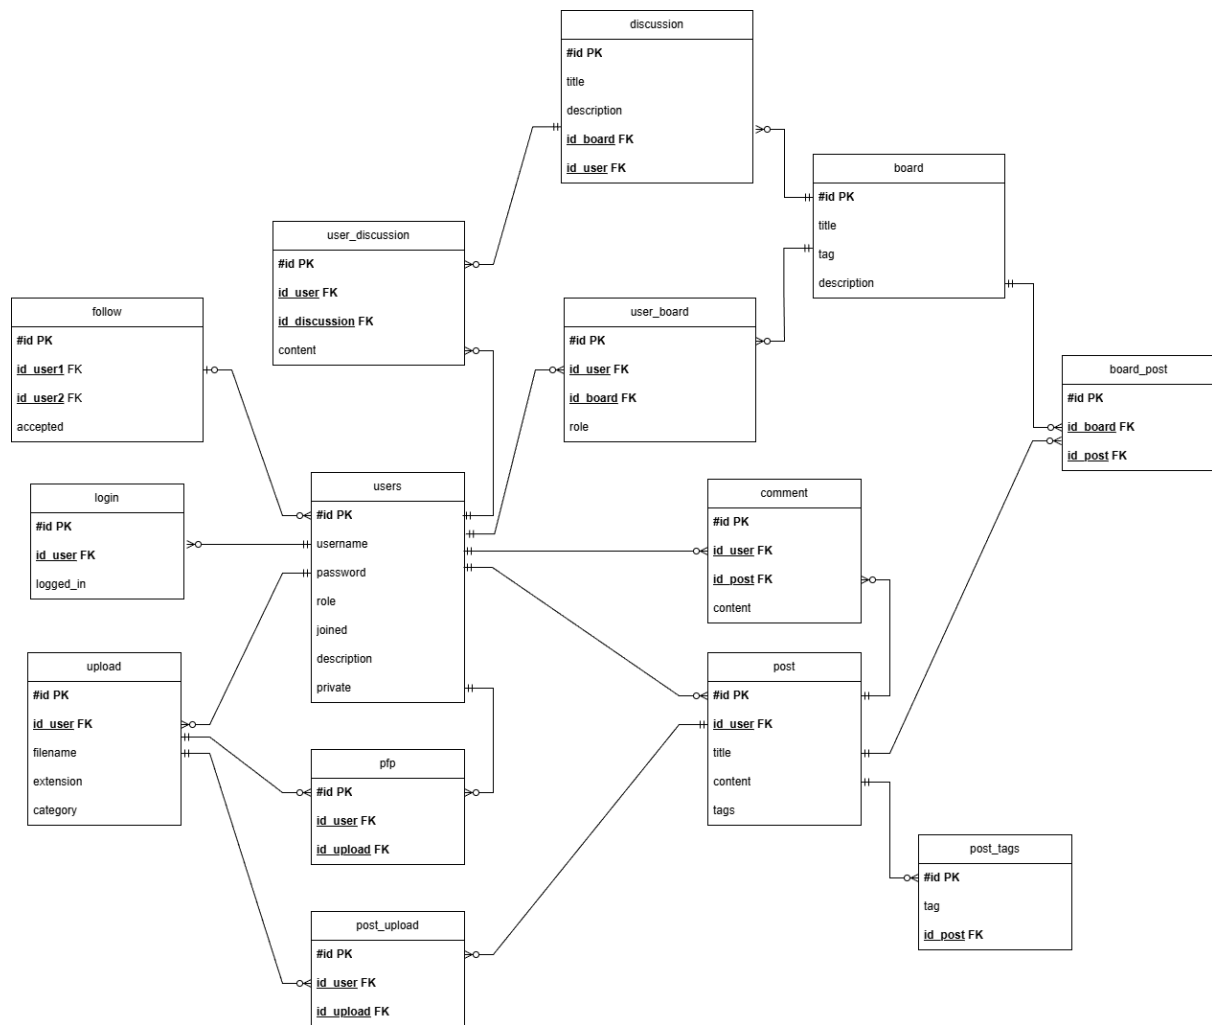 discussion
#id PK
title
description
id_board FK
id_user FK
board
#id PK
title
tag
description
user_discussion
#id PK
id_user FK
id_discussion FK
content
follow
#id PK
id_user1 FK
id_user2 FK
accepted
user_board
#id PK
id_user FK
id_board FK
role
board_post
#id PK
id_board FK
id_post FK
login
#id PK
id_user FK
logged_in
users
#id PK
username
password
role
joined
description
private
comment
#id PK
id_user FK
id_post FK
content
upload
#id PK
id_user FK
filename
extension
category
post
#id PK
id_user FK
title
content
tags
pfp
#id PK
id_user FK
id_upload FK
post_tags
#id PK
tag
id_post FK
post_upload
#id PK
id_user FK
id_upload FK